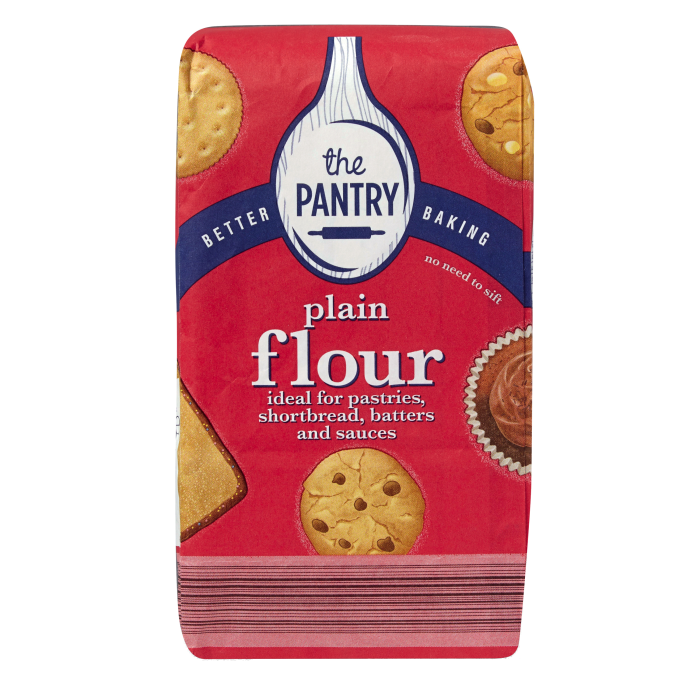 the
PANTRY
BETTER BAKING
no need to sift
plain
flour
ideal for pastries,
shortbread, batters
and sauces